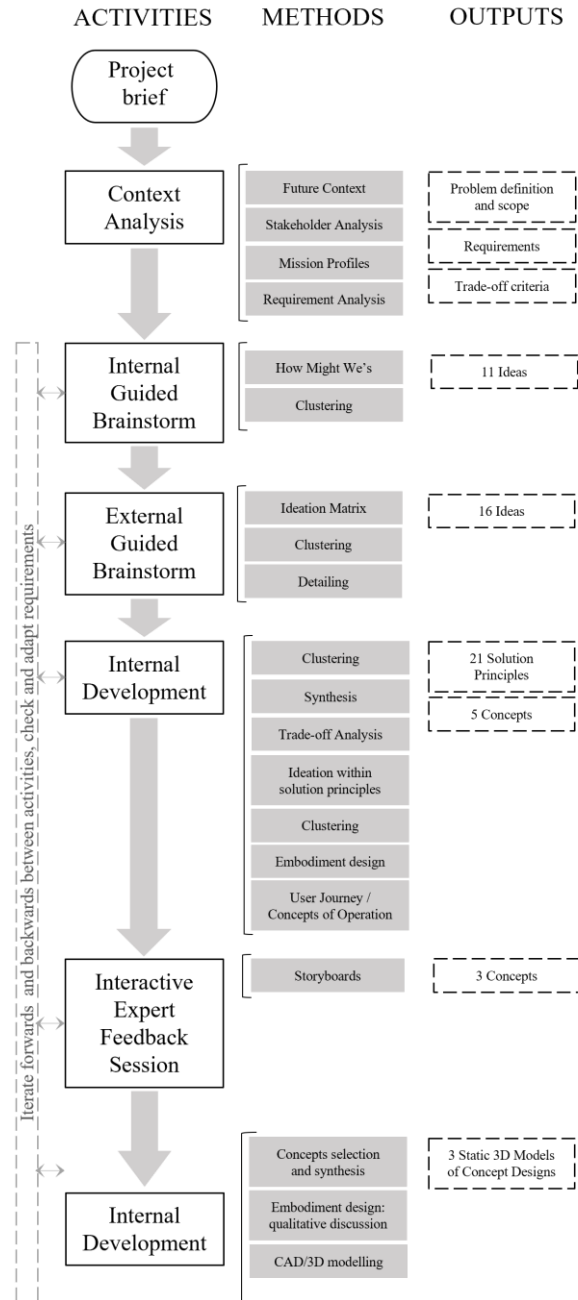 ACTIVITIES METHODS OUTPUTS
Project
brief
Context
Analysis
Future Context
Stakeholder Analysis
Mission Profiles
Requirement Analysis
Problem definition
and scope
Requirements
Trade-off criteria
Iterate forwards and backwards between activities, check and adapt requirements
Internal
Guided
Brainstorm
How Might We’s
Clustering
11 Ideas
External
Guided
Brainstorm
Ideation Matrix
Clustering
Detailing
16 Ideas
Internal
Development
Clustering
Synthesis
Trade-off Analysis
Ideation within
solution principles
Clustering
Embodiment design
User Journey /
Concepts of Operation
21 Solution
Principles
5 Concepts
Interactive
Expert
Feedback
Session
Storyboards
3 Concepts
Internal
Development
Concepts selection
and synthesis
Embodiment design:
qualitative discussion
CAD/3D modelling
3 Static 3D Models
of Concept Designs